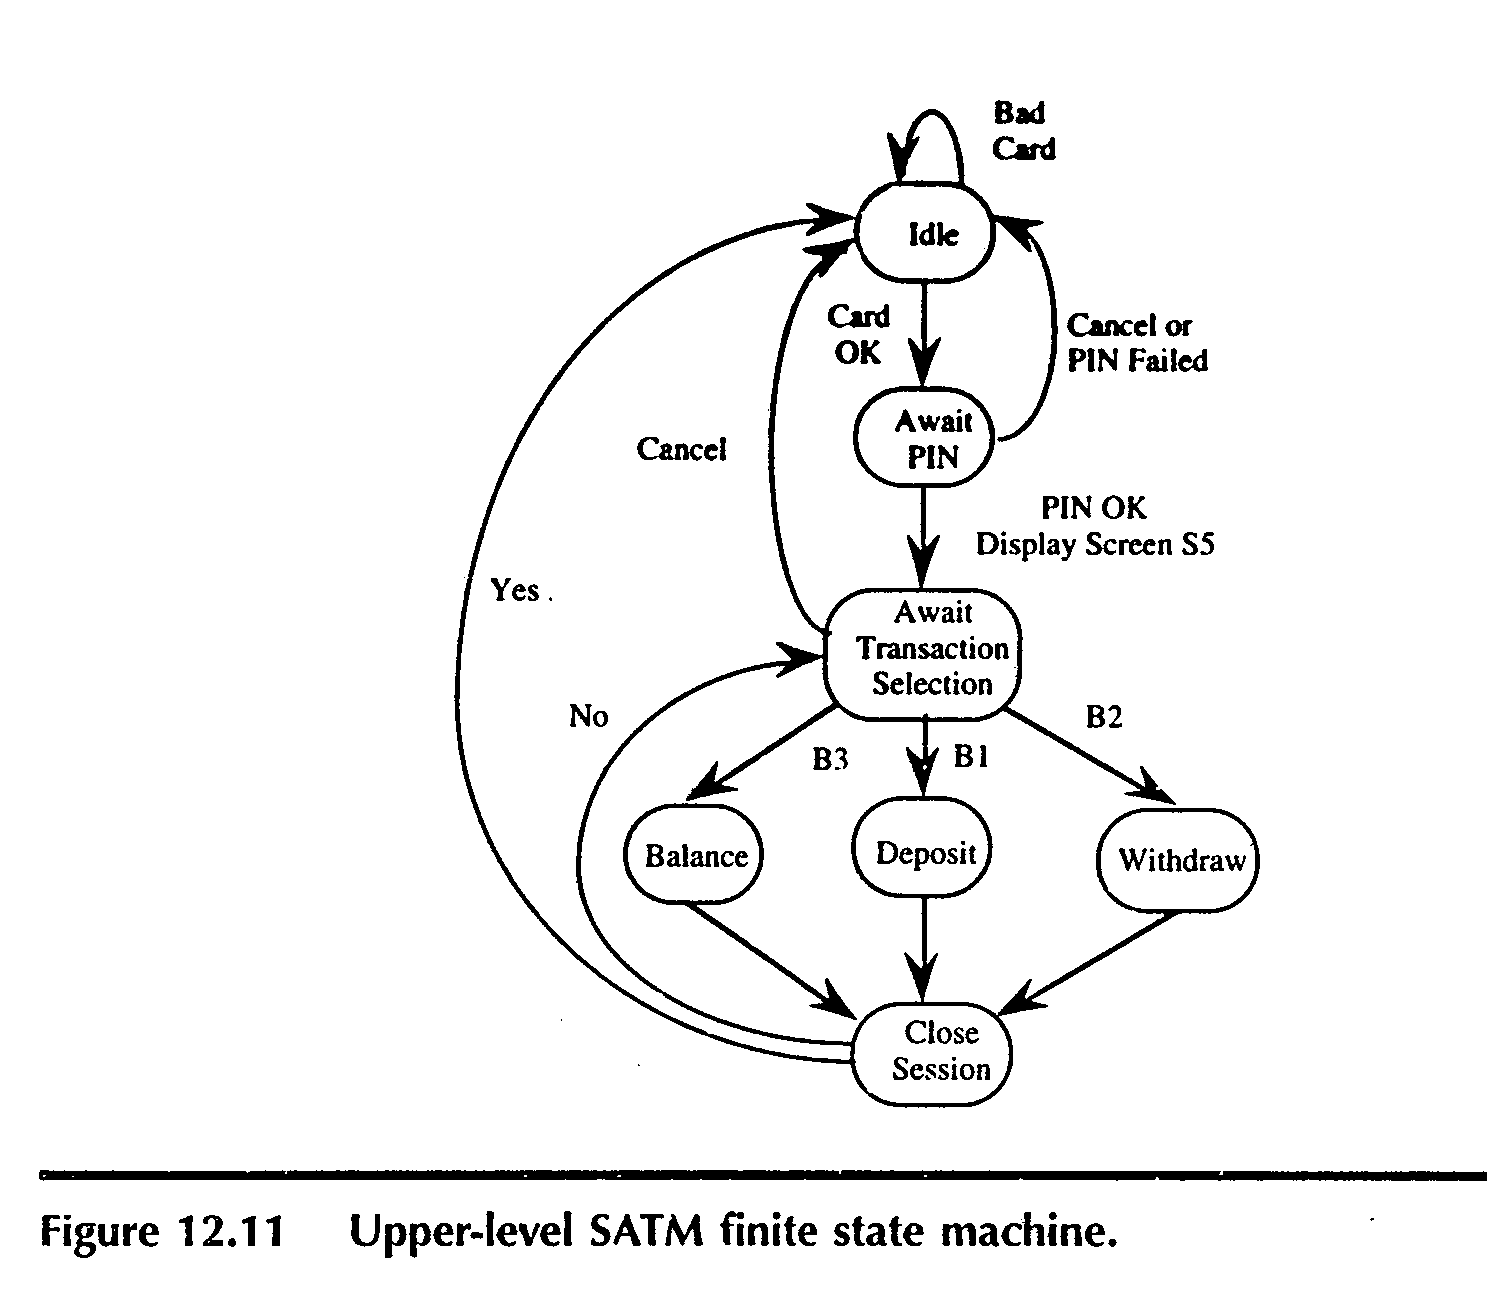 Bad
Card
Idle
Card
OK
Cancel or
PIN Failed
Await
PIN
Cancel
PIN OK
Display Screen S5
Yes
Await
Transaction
Selection
No
B3
B1
B2
Balance
Deposit
Withdraw
Close
Session
Figure 12.11 Upper-level SATM finite state machine.